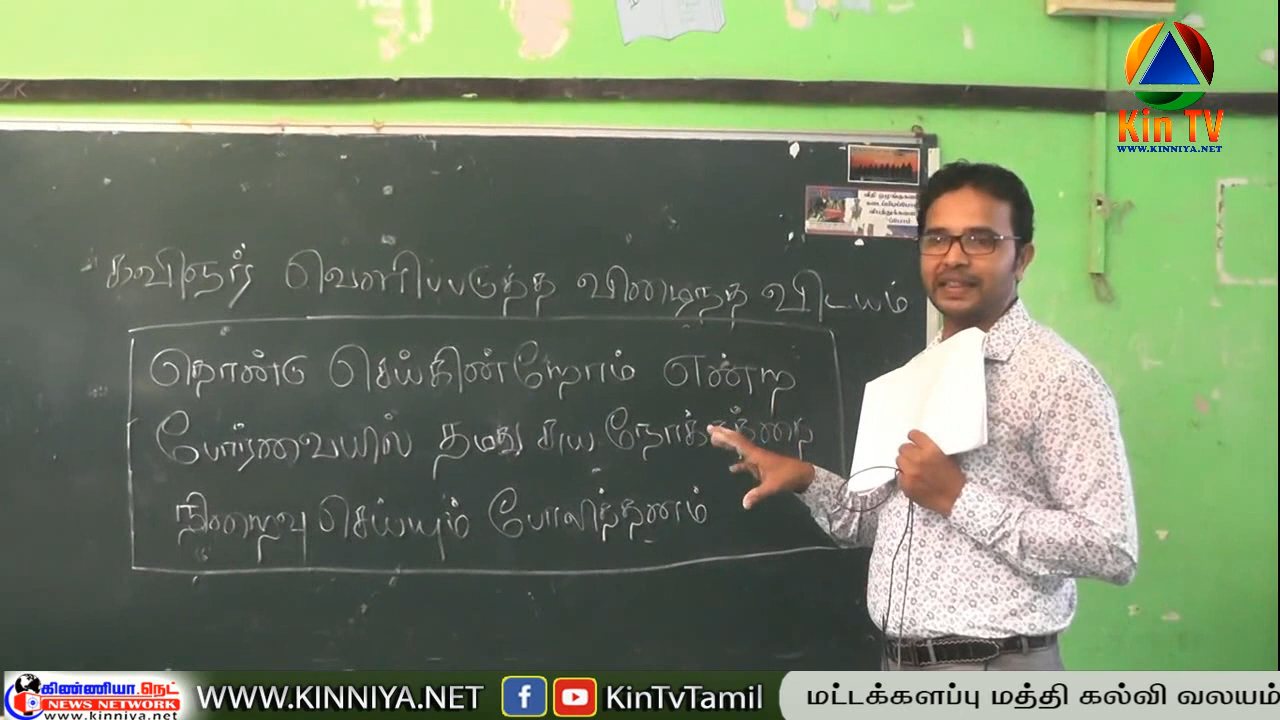 Kin TV
WWW.KINNIYA.NET
கவிஞர் வெளிப்படுத்த விழைந்த விடயம்
தொண்டு செய்கின்றோம் என்ற
போர்வையில் தமது சுய நோக்கத்தை
நிறைவு செய்யும் போலித்தனம்
கிண்ணியா.நெட்
NEWS NETWORK
www.kinniya.net
WWW.KINNIYA.NET
KinTvTamil
மட்டக்களப்பு மத்தி கல்வி வலயம்